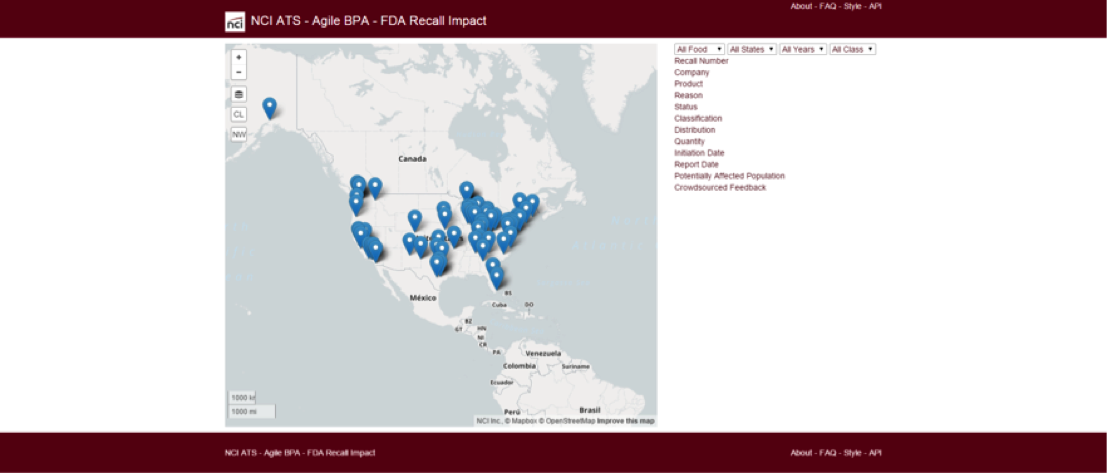 About - FAQ - Style - API
nci NCI ATS - Agile BPA - FDA Recall Impact
+
-
CL
NW
Canada
México
BS
Cuba DO
BZ
GT HN
NI
CR
PA
Venezuela
Colombia Suriname
Ecuador
Perú Brasil
1000 mi
NCI Inc., © Mapbox © OpenStreetMap Improve this map
All Food All States All Years All Class
Recall Number
Company
Product
Reason
Status
Classification
Distribution
Quantity
Initiation Date
Report Date
Potentially Affected Population
Crowdsourced Feedback
NCI ATS - Agile BPA - FDA Recall Impact
About - FAQ - Style - API